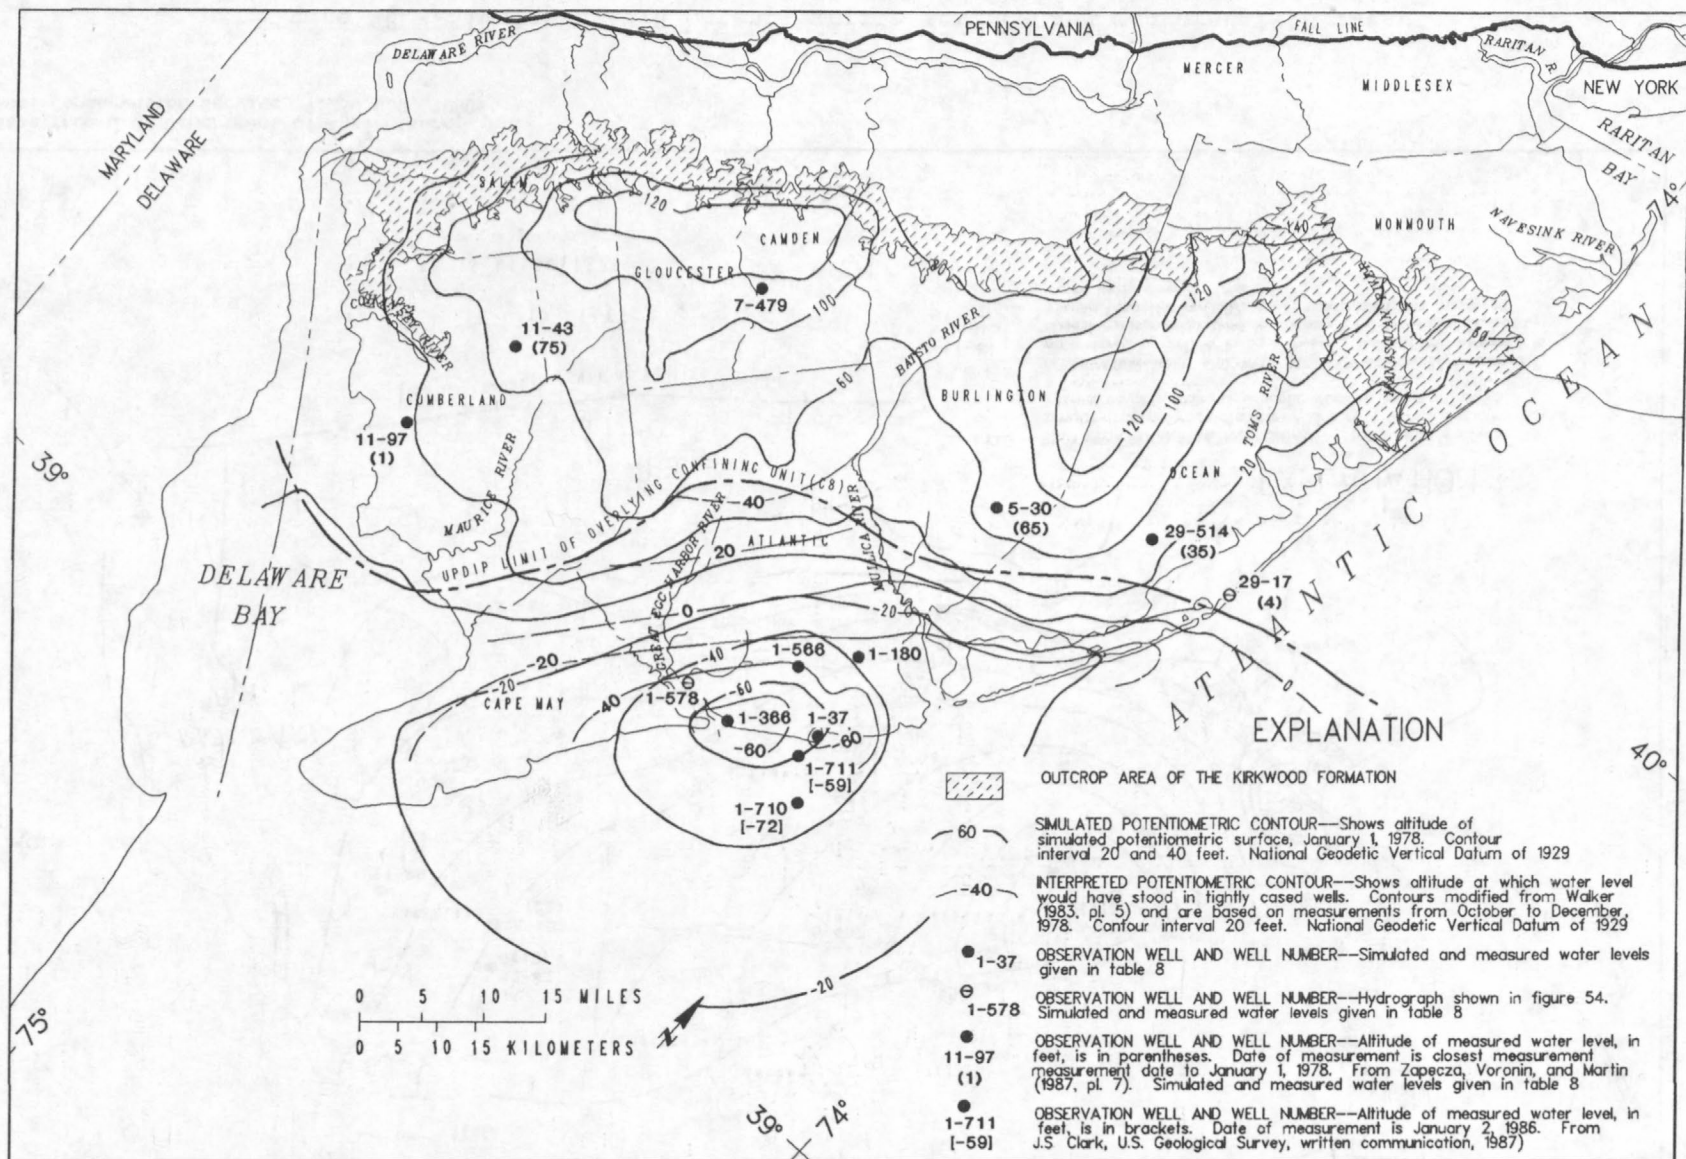 PENNSYLVANIA
FALL LINE
DELAWARE RIVER
RARITAN R
MERCER
MIDDLESEX
NEW YORK
MARYLAND
DELAWARE
RARITAN
BAY
74°
SALEM
120
CAMDEN
GLOUCESTER
7-479
100
80
140
MONMOUTH
NAVESINK RIVER
120
MANASQUAN RIVER
60
11-43
(75)
BATSTO RIVER
60
BURLINGTON
120
100
TOMS RIVER
20
OCEAN
CUMBERLAND
11-97
(1)
39°
MAURICE RIVER
UPDIP LIMIT OF OVERLYING CONFINING UNIT(C8)
40
GREAT EGG HARBOR RIVER
MULLICA RIVER
ATLANTIC
20
5-30
(65)
29-514
(35)
29-17
(4)
ATLANTIC OCEAN
DELAWARE
BAY
0
-20
-20
-20
-40
-40
CAPE MAY
1-566
1-180
1-578
-60
1-366
1-37
-60
-60
1-711
[-59]
1-710
[-72]
0
-20
40°
75°
39°
74°
0 5 10 15 MILES
0 5 10 15 KILOMETERS
N
EXPLANATION
OUTCROP AREA OF THE KIRKWOOD FORMATION
60
SIMULATED POTENTIOMETRIC CONTOUR--Shows altitude of
simulated potentiometric surface, January 1, 1978. Contour
interval 20 and 40 feet. National Geodetic Vertical Datum of 1929
-40
INTERPRETED POTENTIOMETRIC CONTOUR--Shows altitude at which water level
would have stood in tightly cased wells. Contours modified from Walker
(1983, pl. 5) and are based on measurements from October to December,
1978. Contour interval 20 feet. National Geodetic Vertical Datum of 1929
1-37
OBSERVATION WELL AND WELL NUMBER--Simulated and measured water levels
given in table 8
1-578
OBSERVATION WELL AND WELL NUMBER--Hydrograph shown in figure 54.
Simulated and measured water levels given in table 8
11-97
(1)
OBSERVATION WELL AND WELL NUMBER--Altitude of measured water level, in
feet, is in parentheses. Date of measurement is closest measurement
measurement date to January 1, 1978. From Zapecza, Voronin, and Martin
(1987, pl. 7). Simulated and measured water levels given in table 8
1-711
[-59]
OBSERVATION WELL AND WELL NUMBER--Altitude of measured water level, in
feet, is in brackets. Date of measurement is January 2, 1986. From
J.S Clark, U.S. Geological Survey, written communication, 1987)